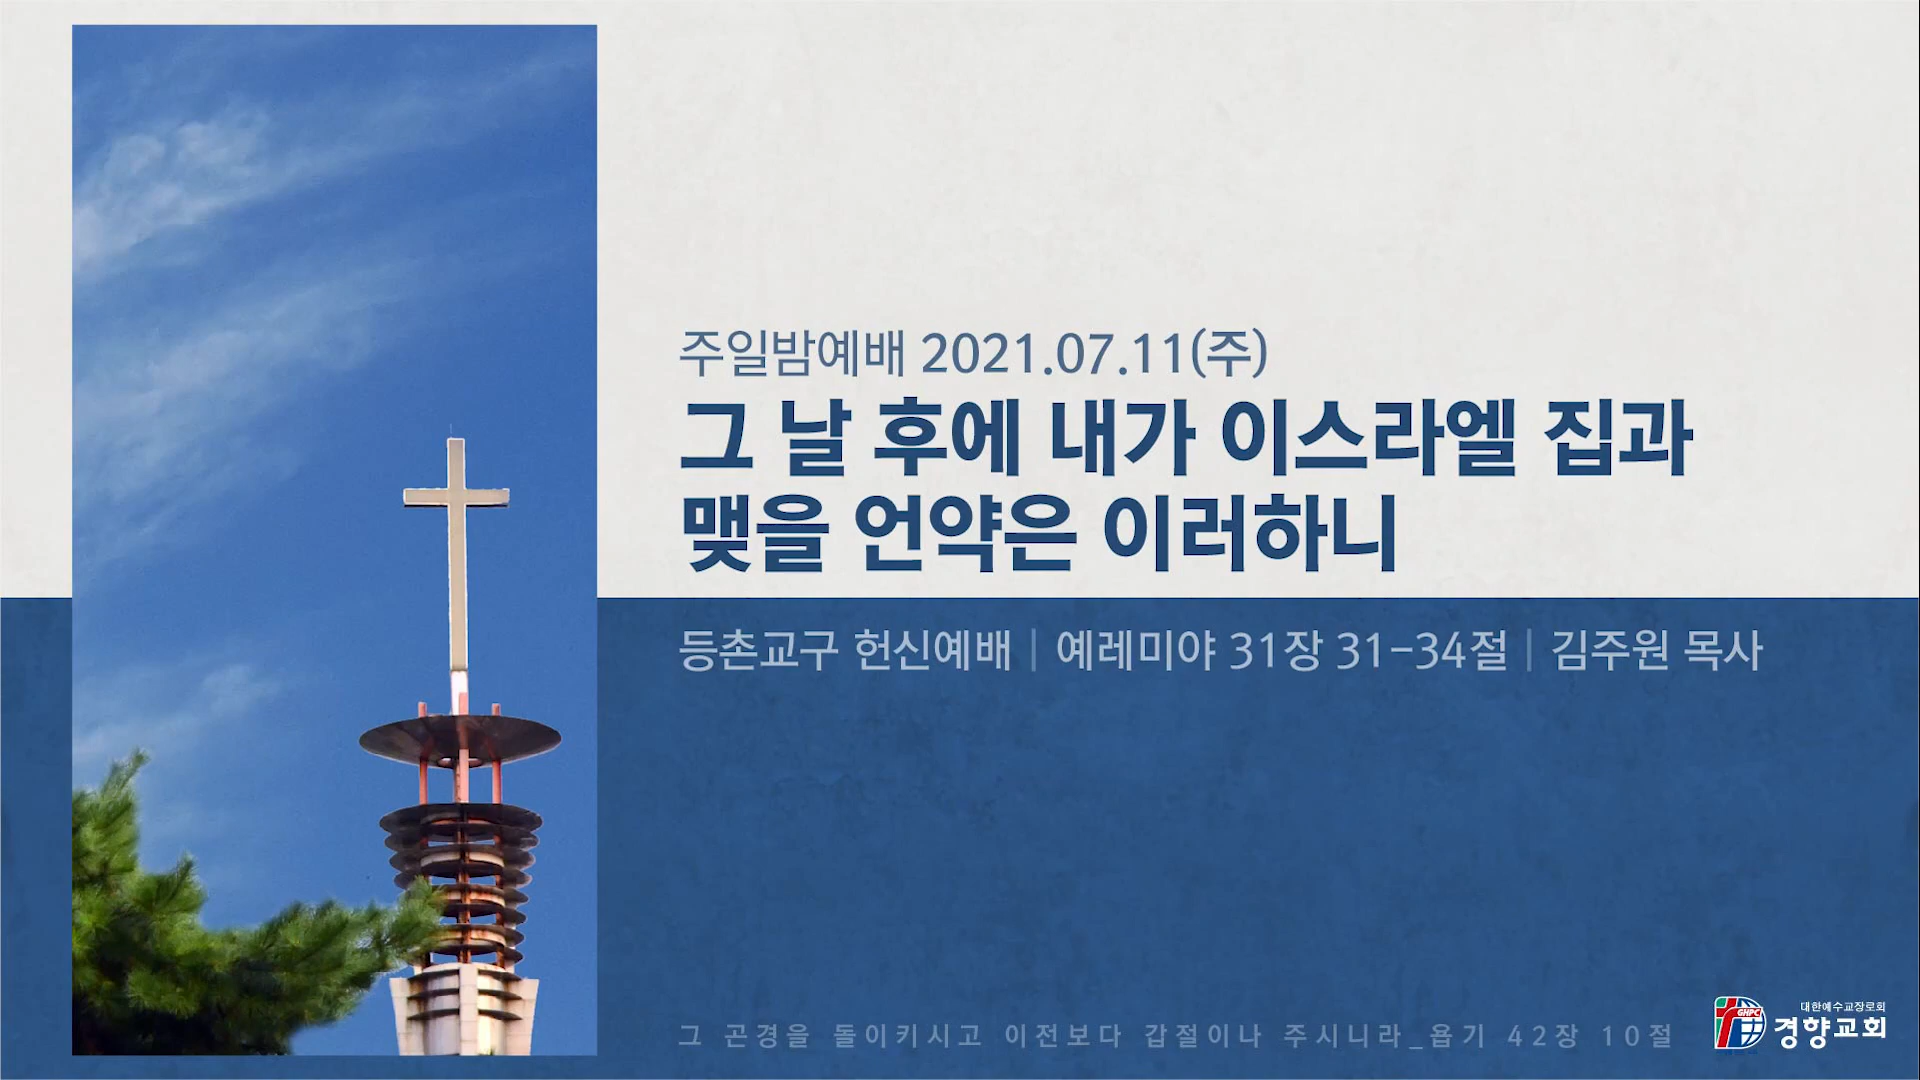 주일밤예배 2021.07.11(주)
그 날 후에 내가 이스라엘 집과
맺을 언약은 이러하니
등촌교구 헌신예배 | 예레미야 31장 31-34절 | 김주원 목사
그 곤경을 돌이키시고 이전보다 갑절이나 주시니라_욥기 42장 10절
GHPC
대한예수교장로회
경향교회